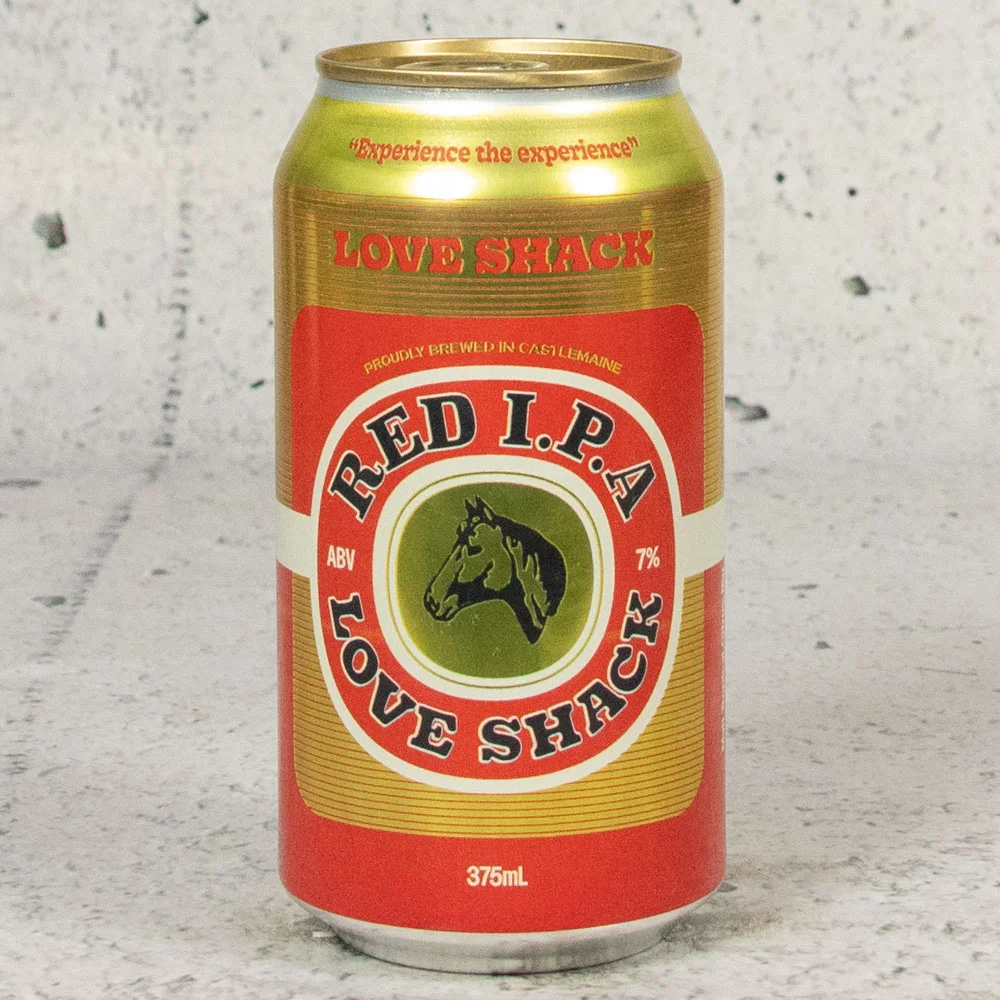 “Experience the experience”
LOVE SHACK
PROUDLY BREWED IN CASTLEMAINE
RED I.P.A
ABV 7%
LOVE SHACK
375mL